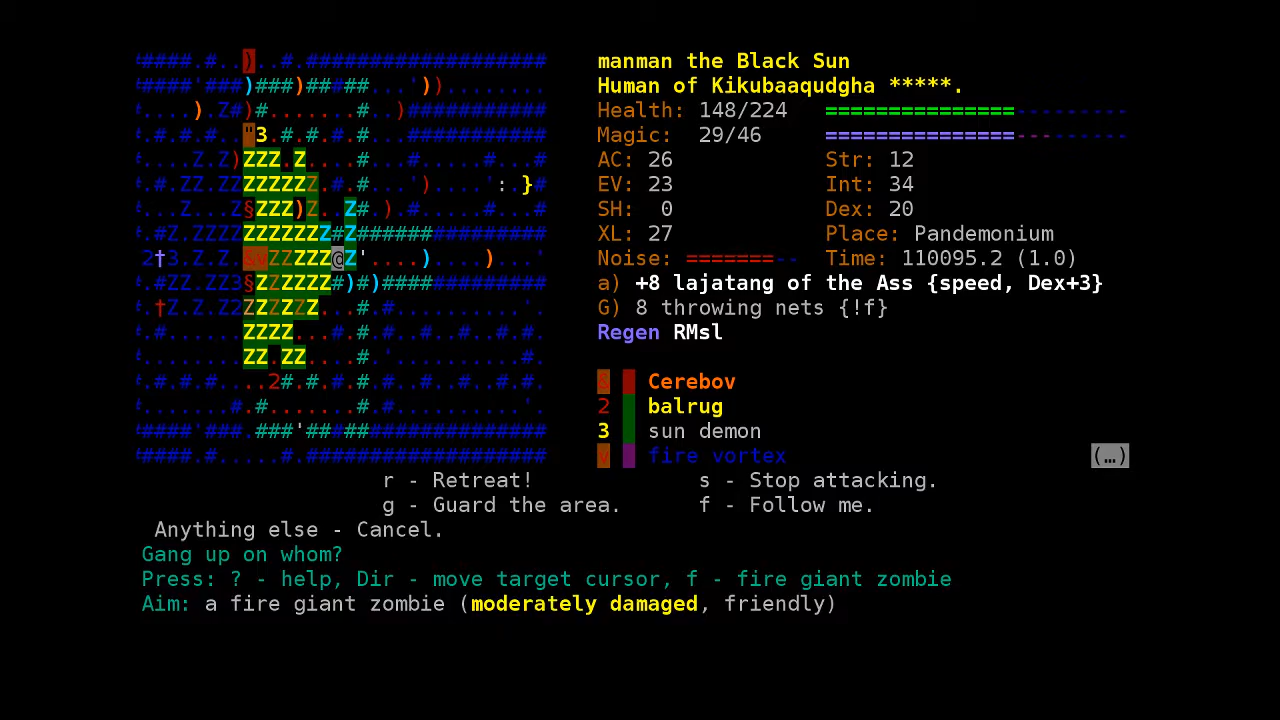 manman the Black Sun
Human of Kikubaaqudgha *****.
Health: 148/224
Magic: 29/46
AC: 26 Str: 12
EV: 23 Int: 34
SH: 0 Dex: 20
XL: 27 Place: Pandemonium
Noise: =======-- Time: 110095.2 (1.0)
a) +8 lajatang of the Ass {speed, Dex+3}
G) 8 throwing nets {!f}
Regen RMsl
& Cerebov
2 balrug
3 sun demon
v fire vortex (…)
r - Retreat! s - Stop attacking.
g - Guard the area. f - Follow me.
Anything else - Cancel.
Gang up on whom?
Press: ? - help, Dir - move target cursor, f - fire giant zombie
Aim: a fire giant zombie (moderately damaged, friendly)